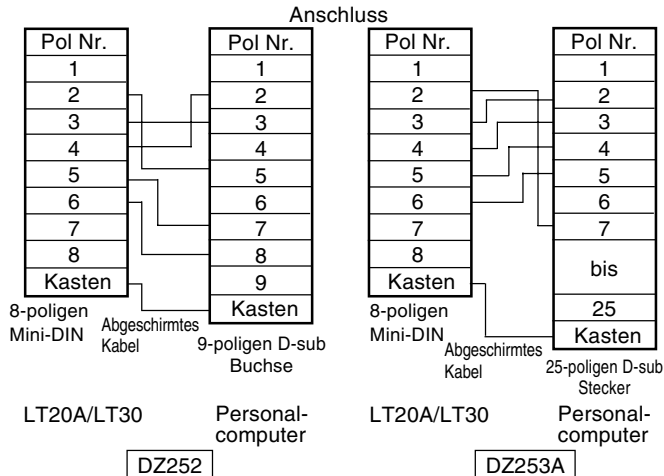 Anschluss
Pol Nr.
1
2
3
4
5
6
7
8
Kasten
8-poligen
Mini-DIN
Abgeschirmtes
Kabel
Pol Nr.
1
2
3
4
5
6
7
8
9
Kasten
9-poligen D-sub
Buchse
LT20A/LT30
Personal-
computer
DZ252
Pol Nr.
1
2
3
4
5
6
7
8
Kasten
8-poligen
Mini-DIN
Abgeschirmtes
Kabel
Pol Nr.
1
2
3
4
5
6
7
bis
25
Kasten
25-poligen D-sub
Stecker
LT20A/LT30
Personal-
computer
DZ253A